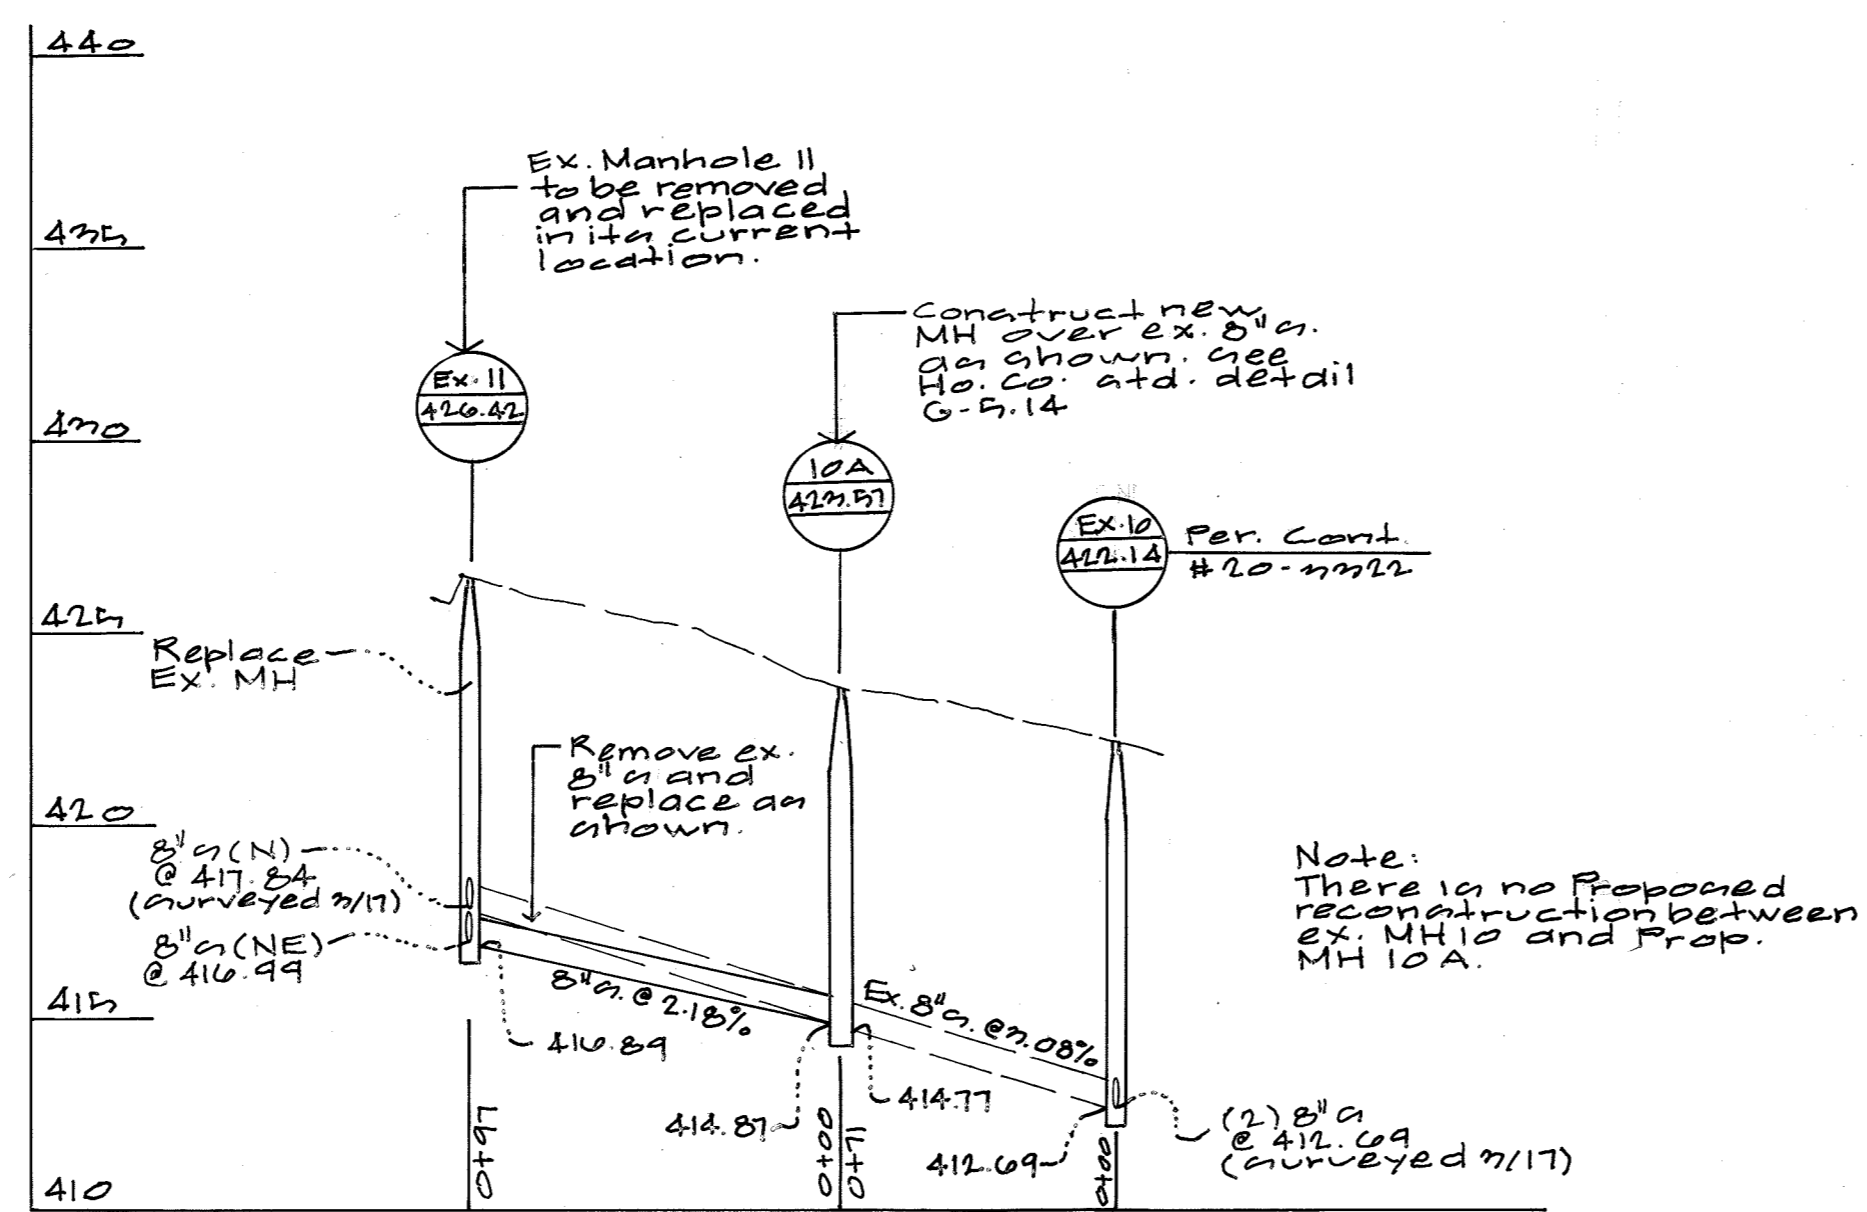 440
435
430
425
420
415
410
Ex. Manhole 11
to be removed
and replaced
in its current
location.
Ex. 11
426.42
Construct new
MH over ex. 8" s.
as shown. See
Ho. Co. std. detail
G-5.14
10A
423.57
Ex. 10
422.14
Per. Cont.
#20-3322
Replace
Ex. MH
Remove ex.
8" s and
replace as
shown.
8" s (N)
@ 417.84
(surveyed 3/17)
8" s (NE)
@ 416.99
8" s. @ 2.18%
416.89
Ex. 8" s. @ 3.08%
414.87
414.77
412.69
(2) 8" s
@ 412.69
(surveyed 3/17)
Note:
There is no Proposed
reconstruction between
ex. MH 10 and Prop.
MH 10A.
0+97
0+00
0+71
0+00